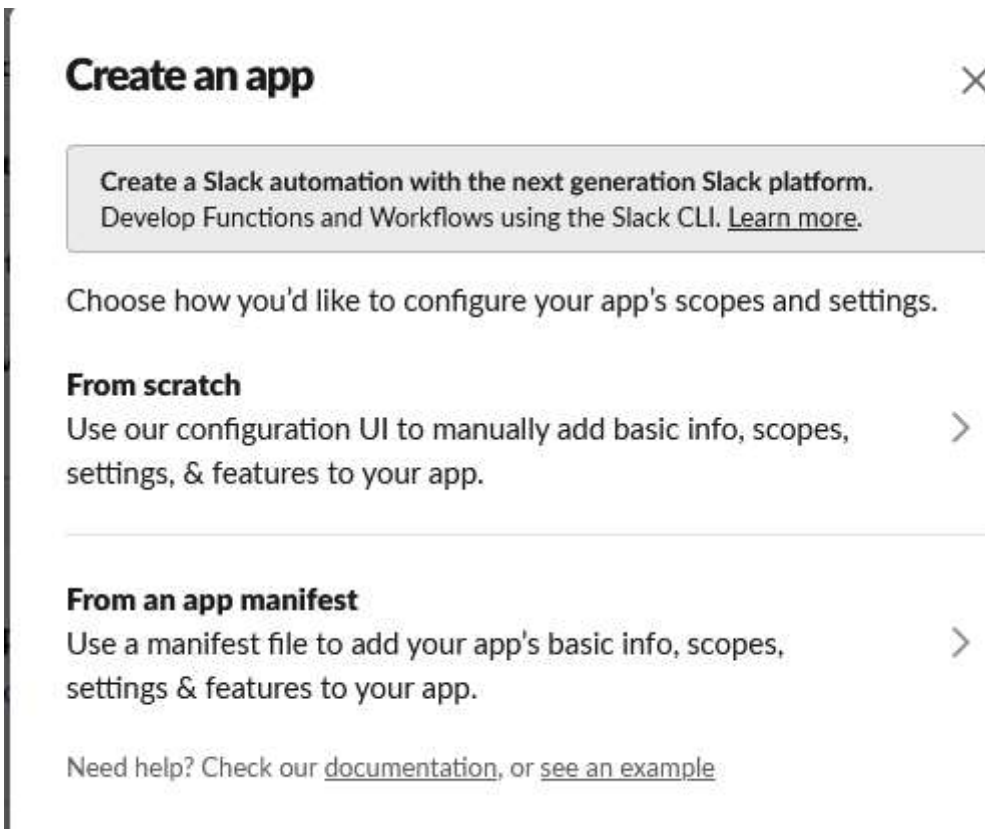 Create an app
Create a Slack automation with the next generation Slack platform.
Develop Functions and Workflows using the Slack CLI. Learn more.
Choose how you’d like to configure your app’s scopes and settings.
From scratch
Use our configuration UI to manually add basic info, scopes,
settings, & features to your app.
From an app manifest
Use a manifest file to add your app’s basic info, scopes,
settings & features to your app.
Need help? Check our documentation, or see an example